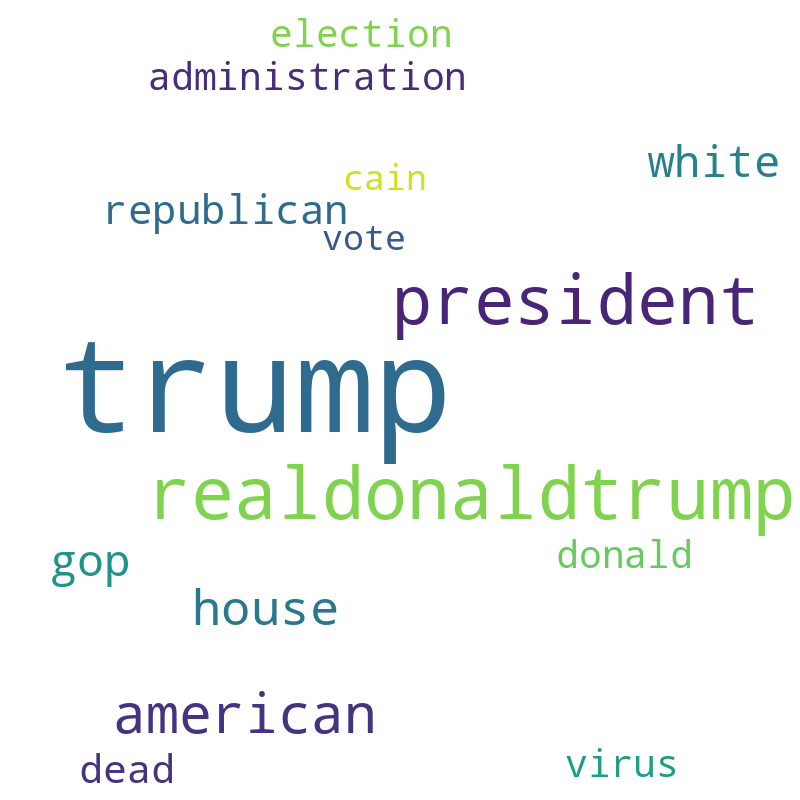 election
administration
white
cain
republican
vote
president
trump
realdonaldtrump
donald
gop
house
american
virus
dead